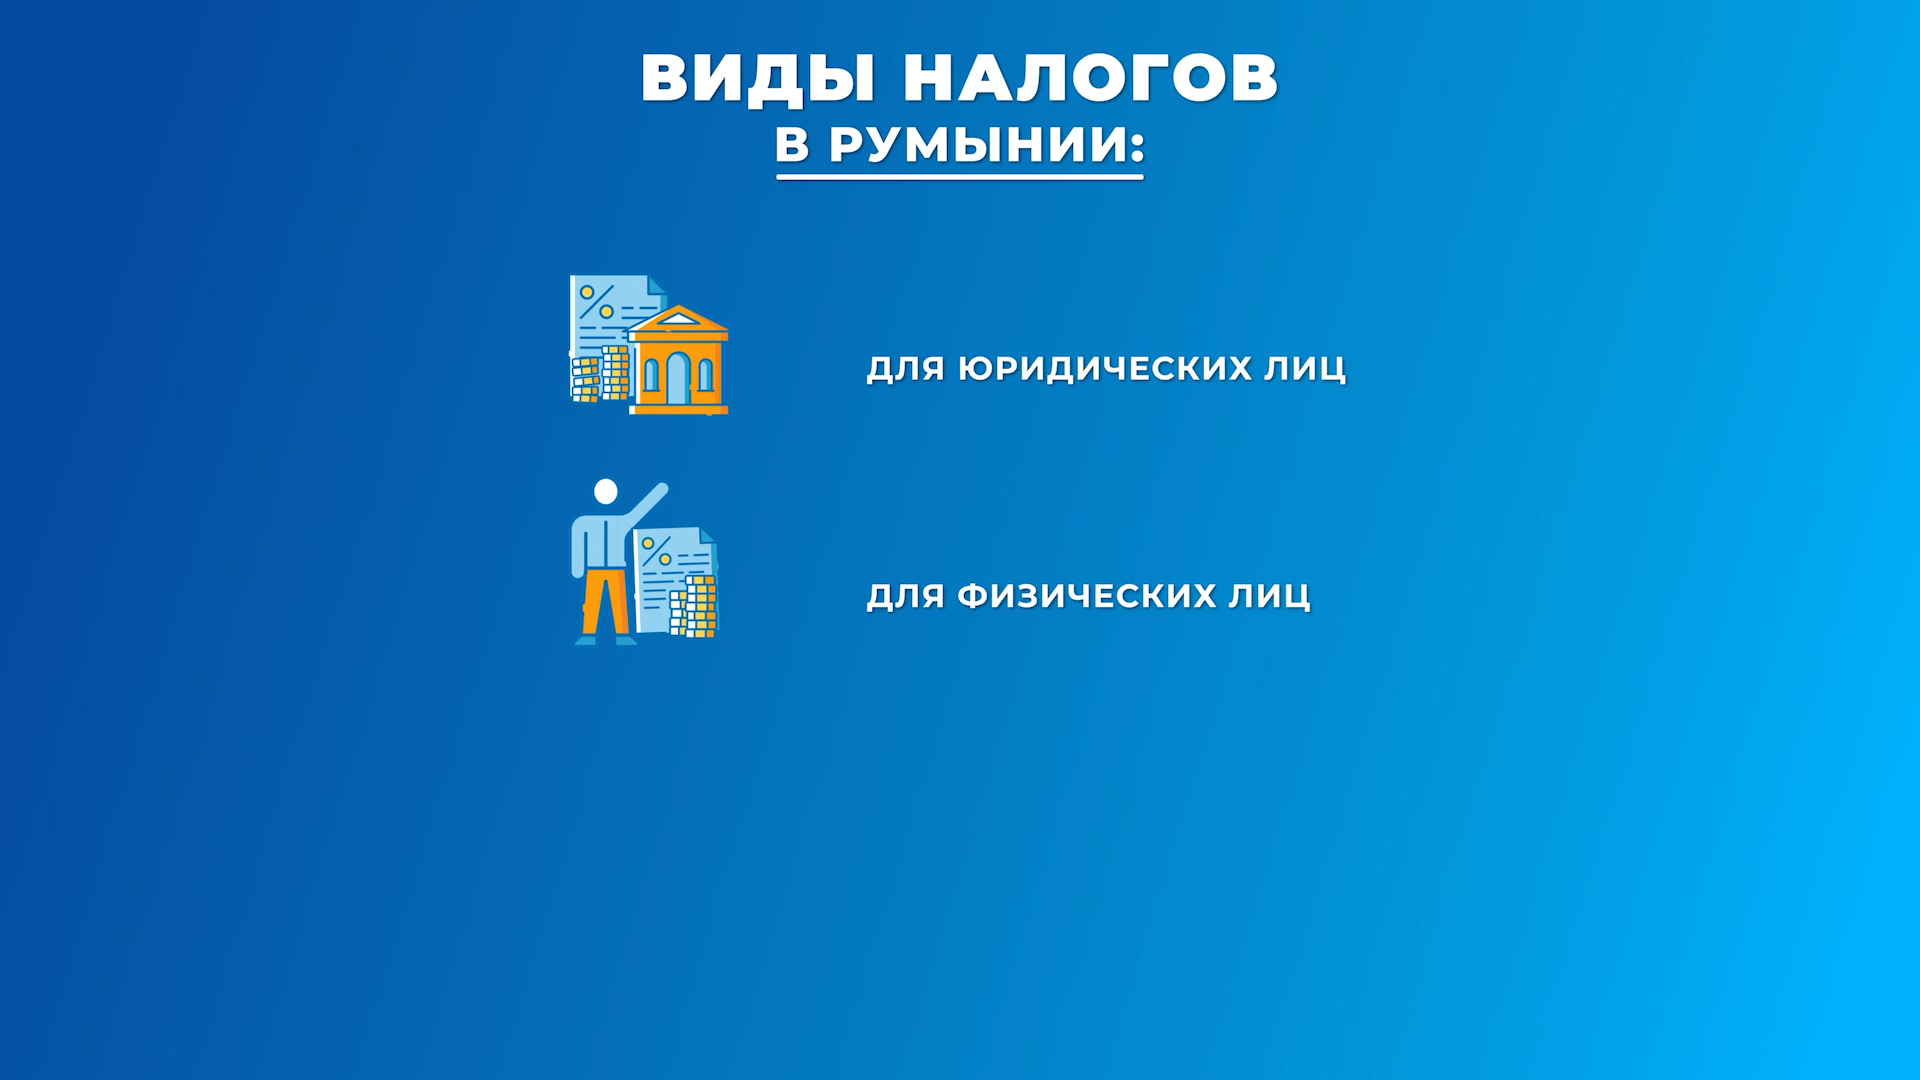 ВИДЫ НАЛОГОВ
В РУМЫНИИ:
ДЛЯ ЮРИДИЧЕСКИХ ЛИЦ
ДЛЯ ФИЗИЧЕСКИХ ЛИЦ